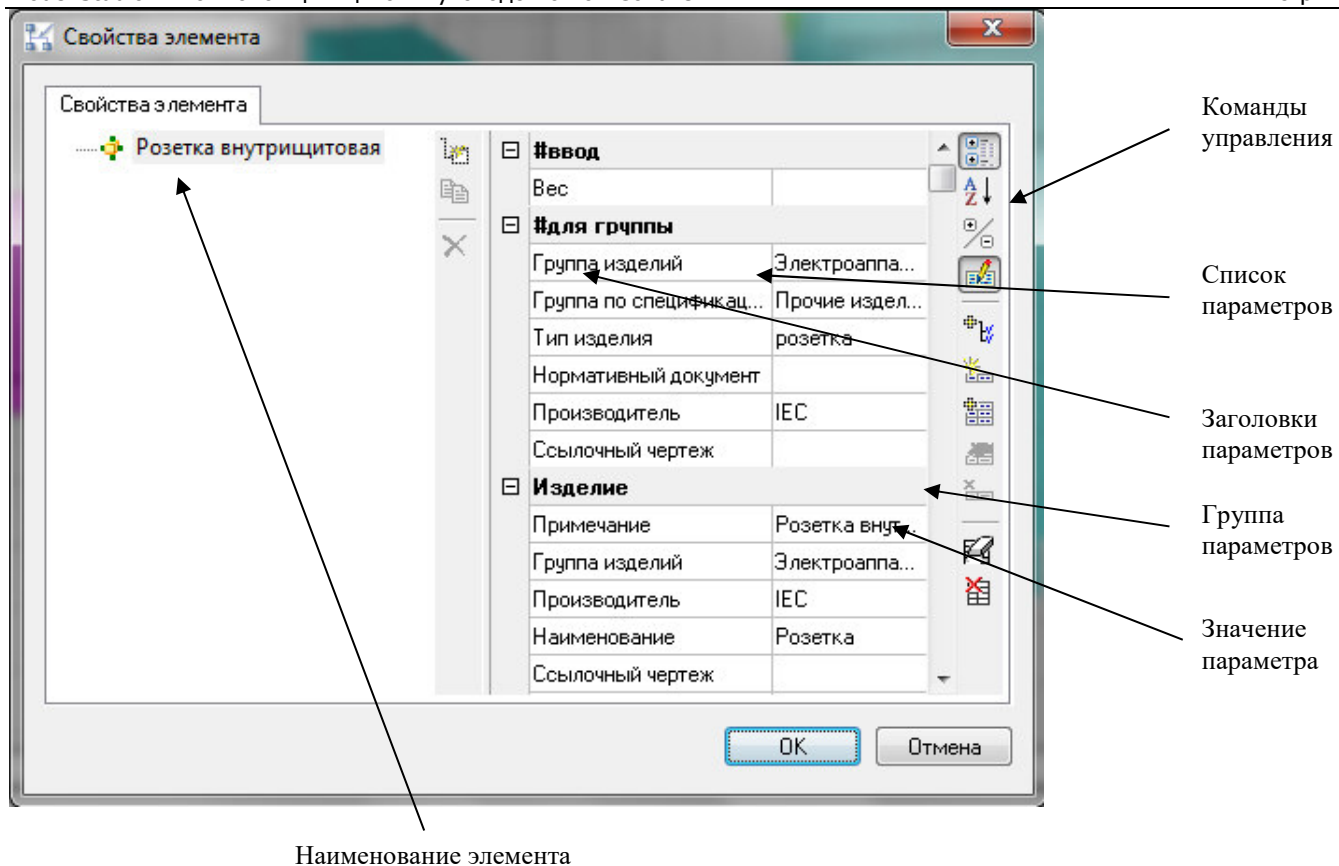 Свойства элемента
Свойства элемента
Розетка внутрищитовая
#ввод
Вес
#для группы
Группа изделий Электроаппа...
Группа по спецификац... Прочие издел...
Тип изделия розетка
Нормативный документ
Производитель IEC
Ссылочный чертеж
Изделие
Примечание Розетка внут...
Группа изделий Электроаппа...
Производитель IEC
Наименование Розетка
Ссылочный чертеж
OK Отмена
Команды
управления
Список
параметров
Заголовки
параметров
Группа
параметров
Значение
параметра
Наименование элемента